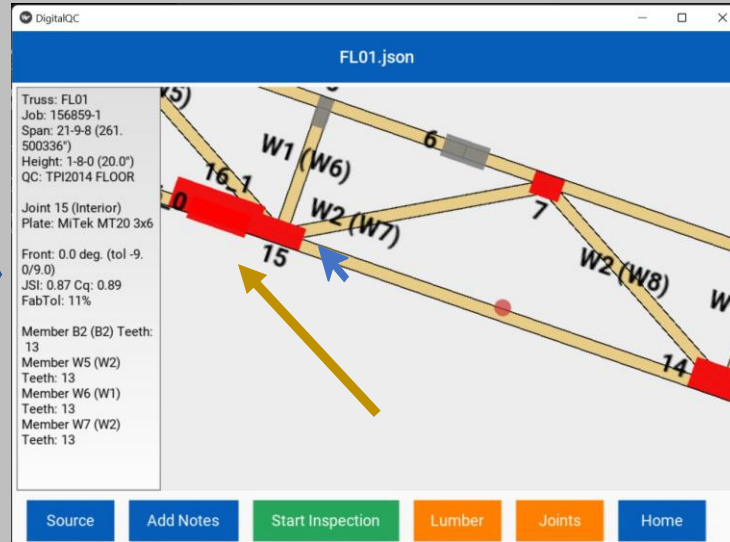 DigitalQC
FL01.json
Truss: FL01
Job: 156859-1
Span: 21-9-8 (261.
500336")
Height: 1-8-0 (20.0")
QC: TPI2014 FLOOR
Joint 15 (Interior)
Plate: MiTek MT20 3x6
Front: 0.0 deg. (tol -9.
0/9.0)
JSI: 0.87 Cq: 0.89
FabTol: 11%
Member B2 (B2) Teeth:
13
Member W5 (W2)
Teeth: 13
Member W6 (W1)
Teeth: 13
Member W7 (W2)
Teeth: 13
W1 (W6)
6
16_1
_0
W2 (W7)
7
15
W2 (W8)
W
14
Source
Add Notes
Start Inspection
Lumber
Joints
Home